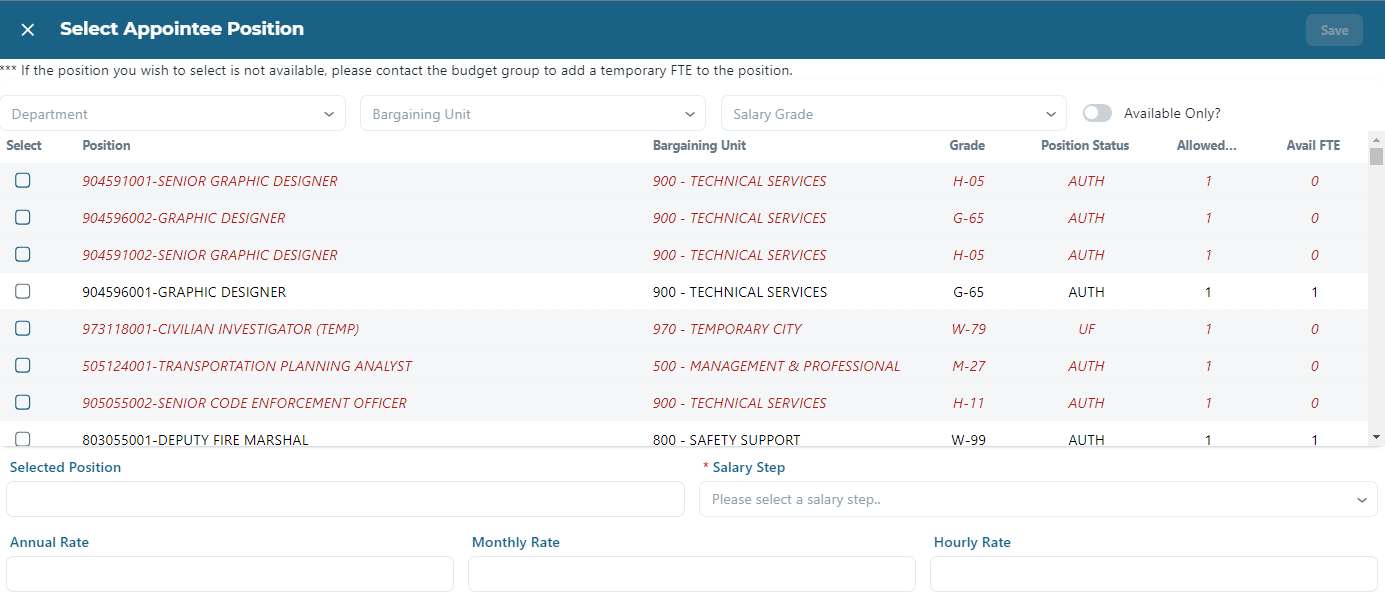 Select Appointee Position Save
*** If the position you wish to select is not available, please contact the budget group to add a temporary FTE to the position.
Department Bargaining Unit Salary Grade Available Only?
Select Position Bargaining Unit Grade Position Status Allowed... Avail FTE
904591001-SENIOR GRAPHIC DESIGNER 900 - TECHNICAL SERVICES H-05 AUTH 1 0
904596002-GRAPHIC DESIGNER 900 - TECHNICAL SERVICES G-65 AUTH 1 0
904591002-SENIOR GRAPHIC DESIGNER 900 - TECHNICAL SERVICES H-05 AUTH 1 0
904596001-GRAPHIC DESIGNER 900 - TECHNICAL SERVICES G-65 AUTH 1 1
973118001-CIVILIAN INVESTIGATOR (TEMP) 970 - TEMPORARY CITY W-79 UF 1 0
505124001-TRANSPORTATION PLANNING ANALYST 500 - MANAGEMENT & PROFESSIONAL M-27 AUTH 1 0
905055002-SENIOR CODE ENFORCEMENT OFFICER 900 - TECHNICAL SERVICES H-11 AUTH 1 0
803055001-DEPUTY FIRE MARSHAL 800 - SAFETY SUPPORT W-99 AUTH 1 1
Selected Position * Salary Step
Please select a salary step..
Annual Rate Monthly Rate Hourly Rate